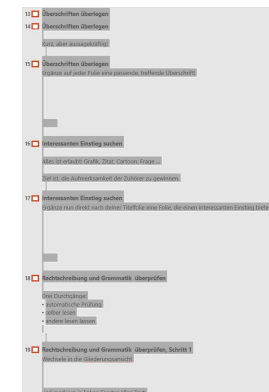 13 Überschriften überlegen
14 Überschriften überlegen
Kurz, aber aussagekräftig!
15 Überschriften überlegen
Ergänze auf jeder Folie eine passende, treffende Überschrift.
16 Interessanten Einstieg suchen
Alles ist erlaubt: Grafik, Zitat, Cartoon, Frage ...
Ziel ist: die Aufmerksamkeit der Zuhörer zu gewinnen.
17 Interessanten Einstieg suchen
Ergänze nun direkt nach deiner Titelfolie eine Folie, die einen interessanten Einstieg biete
18 Rechtschreibung und Grammatik überprüfen
Drei Durchgänge:
• automatische Prüfung
• selber lesen
• andere lesen lassen
19 Rechtschreibung und Grammatik überprüfen, Schritt 1
Wechsle in die Gliederungsansicht